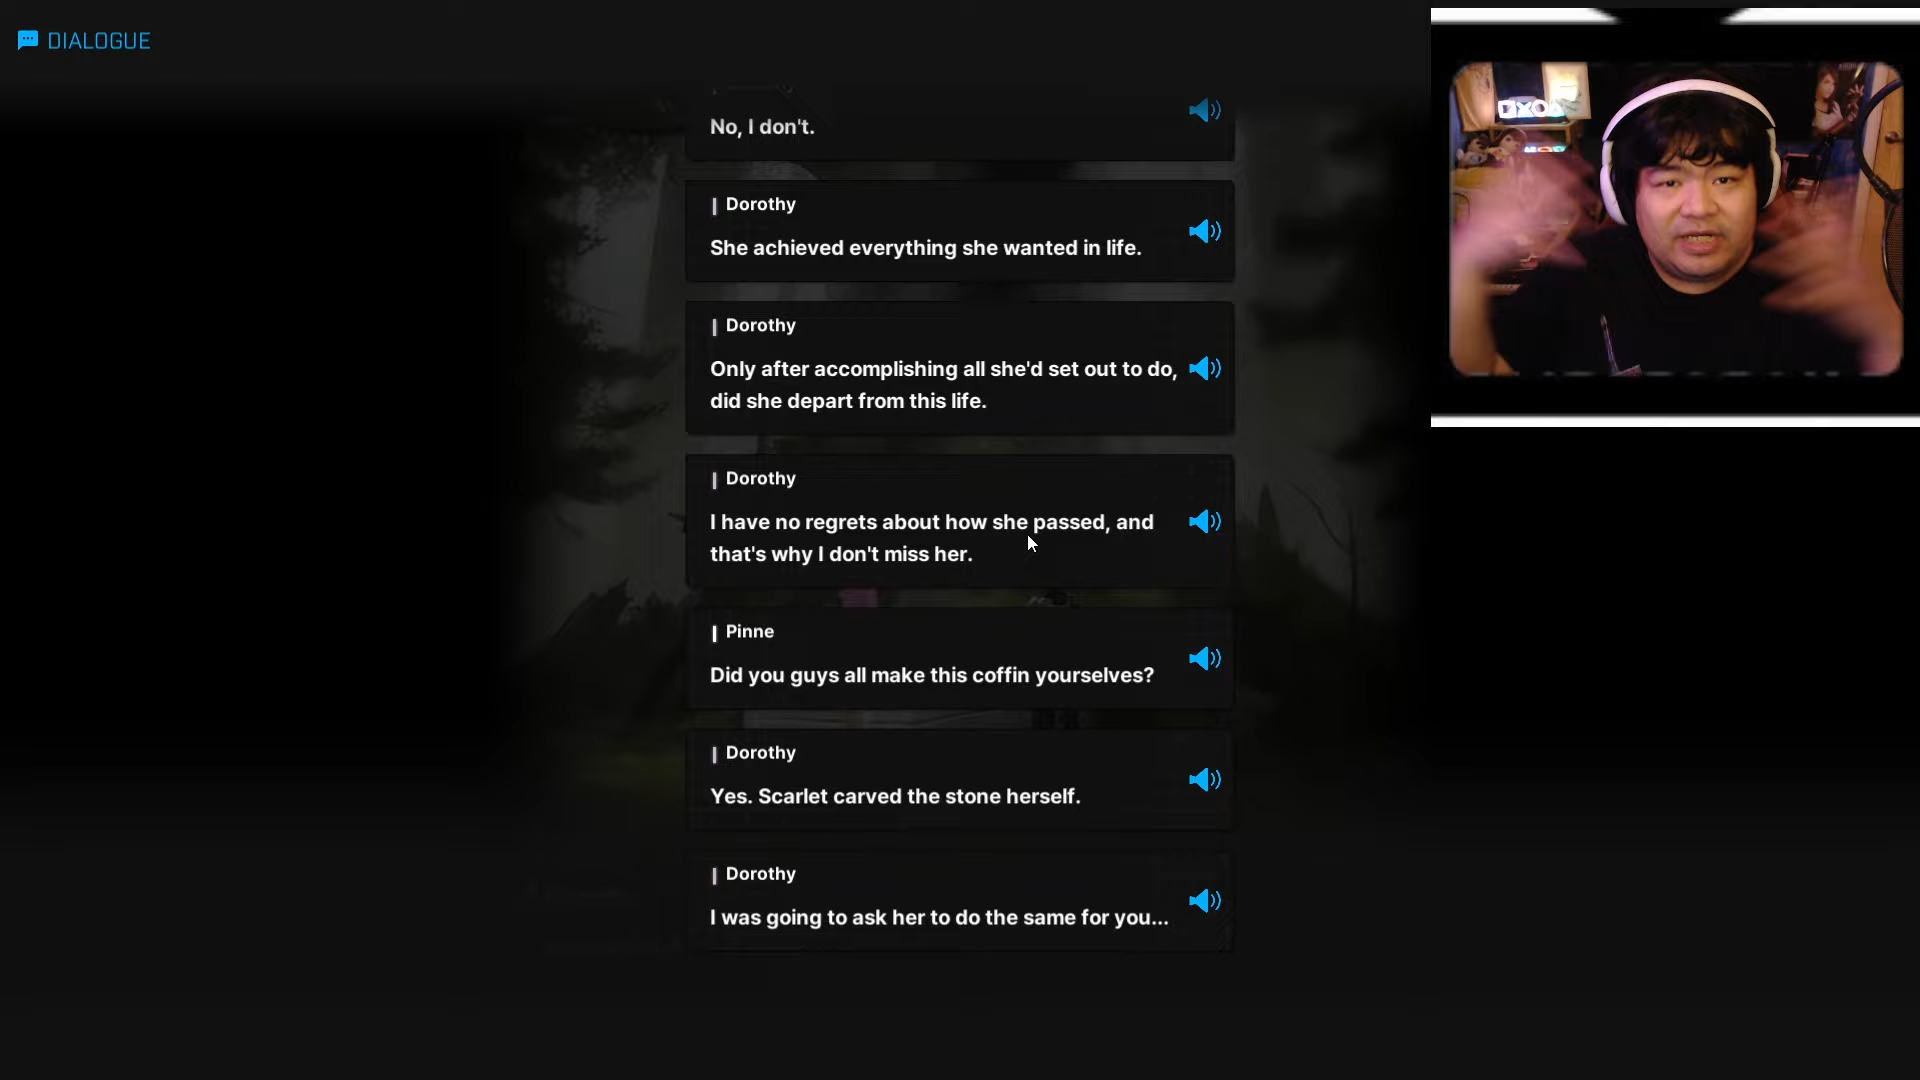 DIALOGUE
No, I don't.
Dorothy
She achieved everything she wanted in life.
Dorothy
Only after accomplishing all she'd set out to do,
did she depart from this life.
Dorothy
I have no regrets about how she passed, and
that's why I don't miss her.
Pinne
Did you guys all make this coffin yourselves?
Dorothy
Yes. Scarlet carved the stone herself.
Dorothy
I was going to ask her to do the same for you...